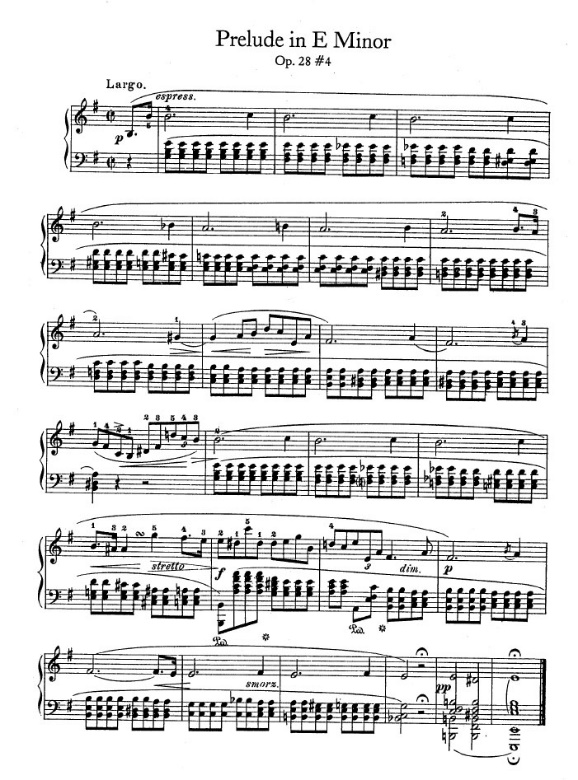 Prelude in E Minor
Op. 28 #4
Largo.
espress.
p
stretto
f
dim.
p
smorz.
pp